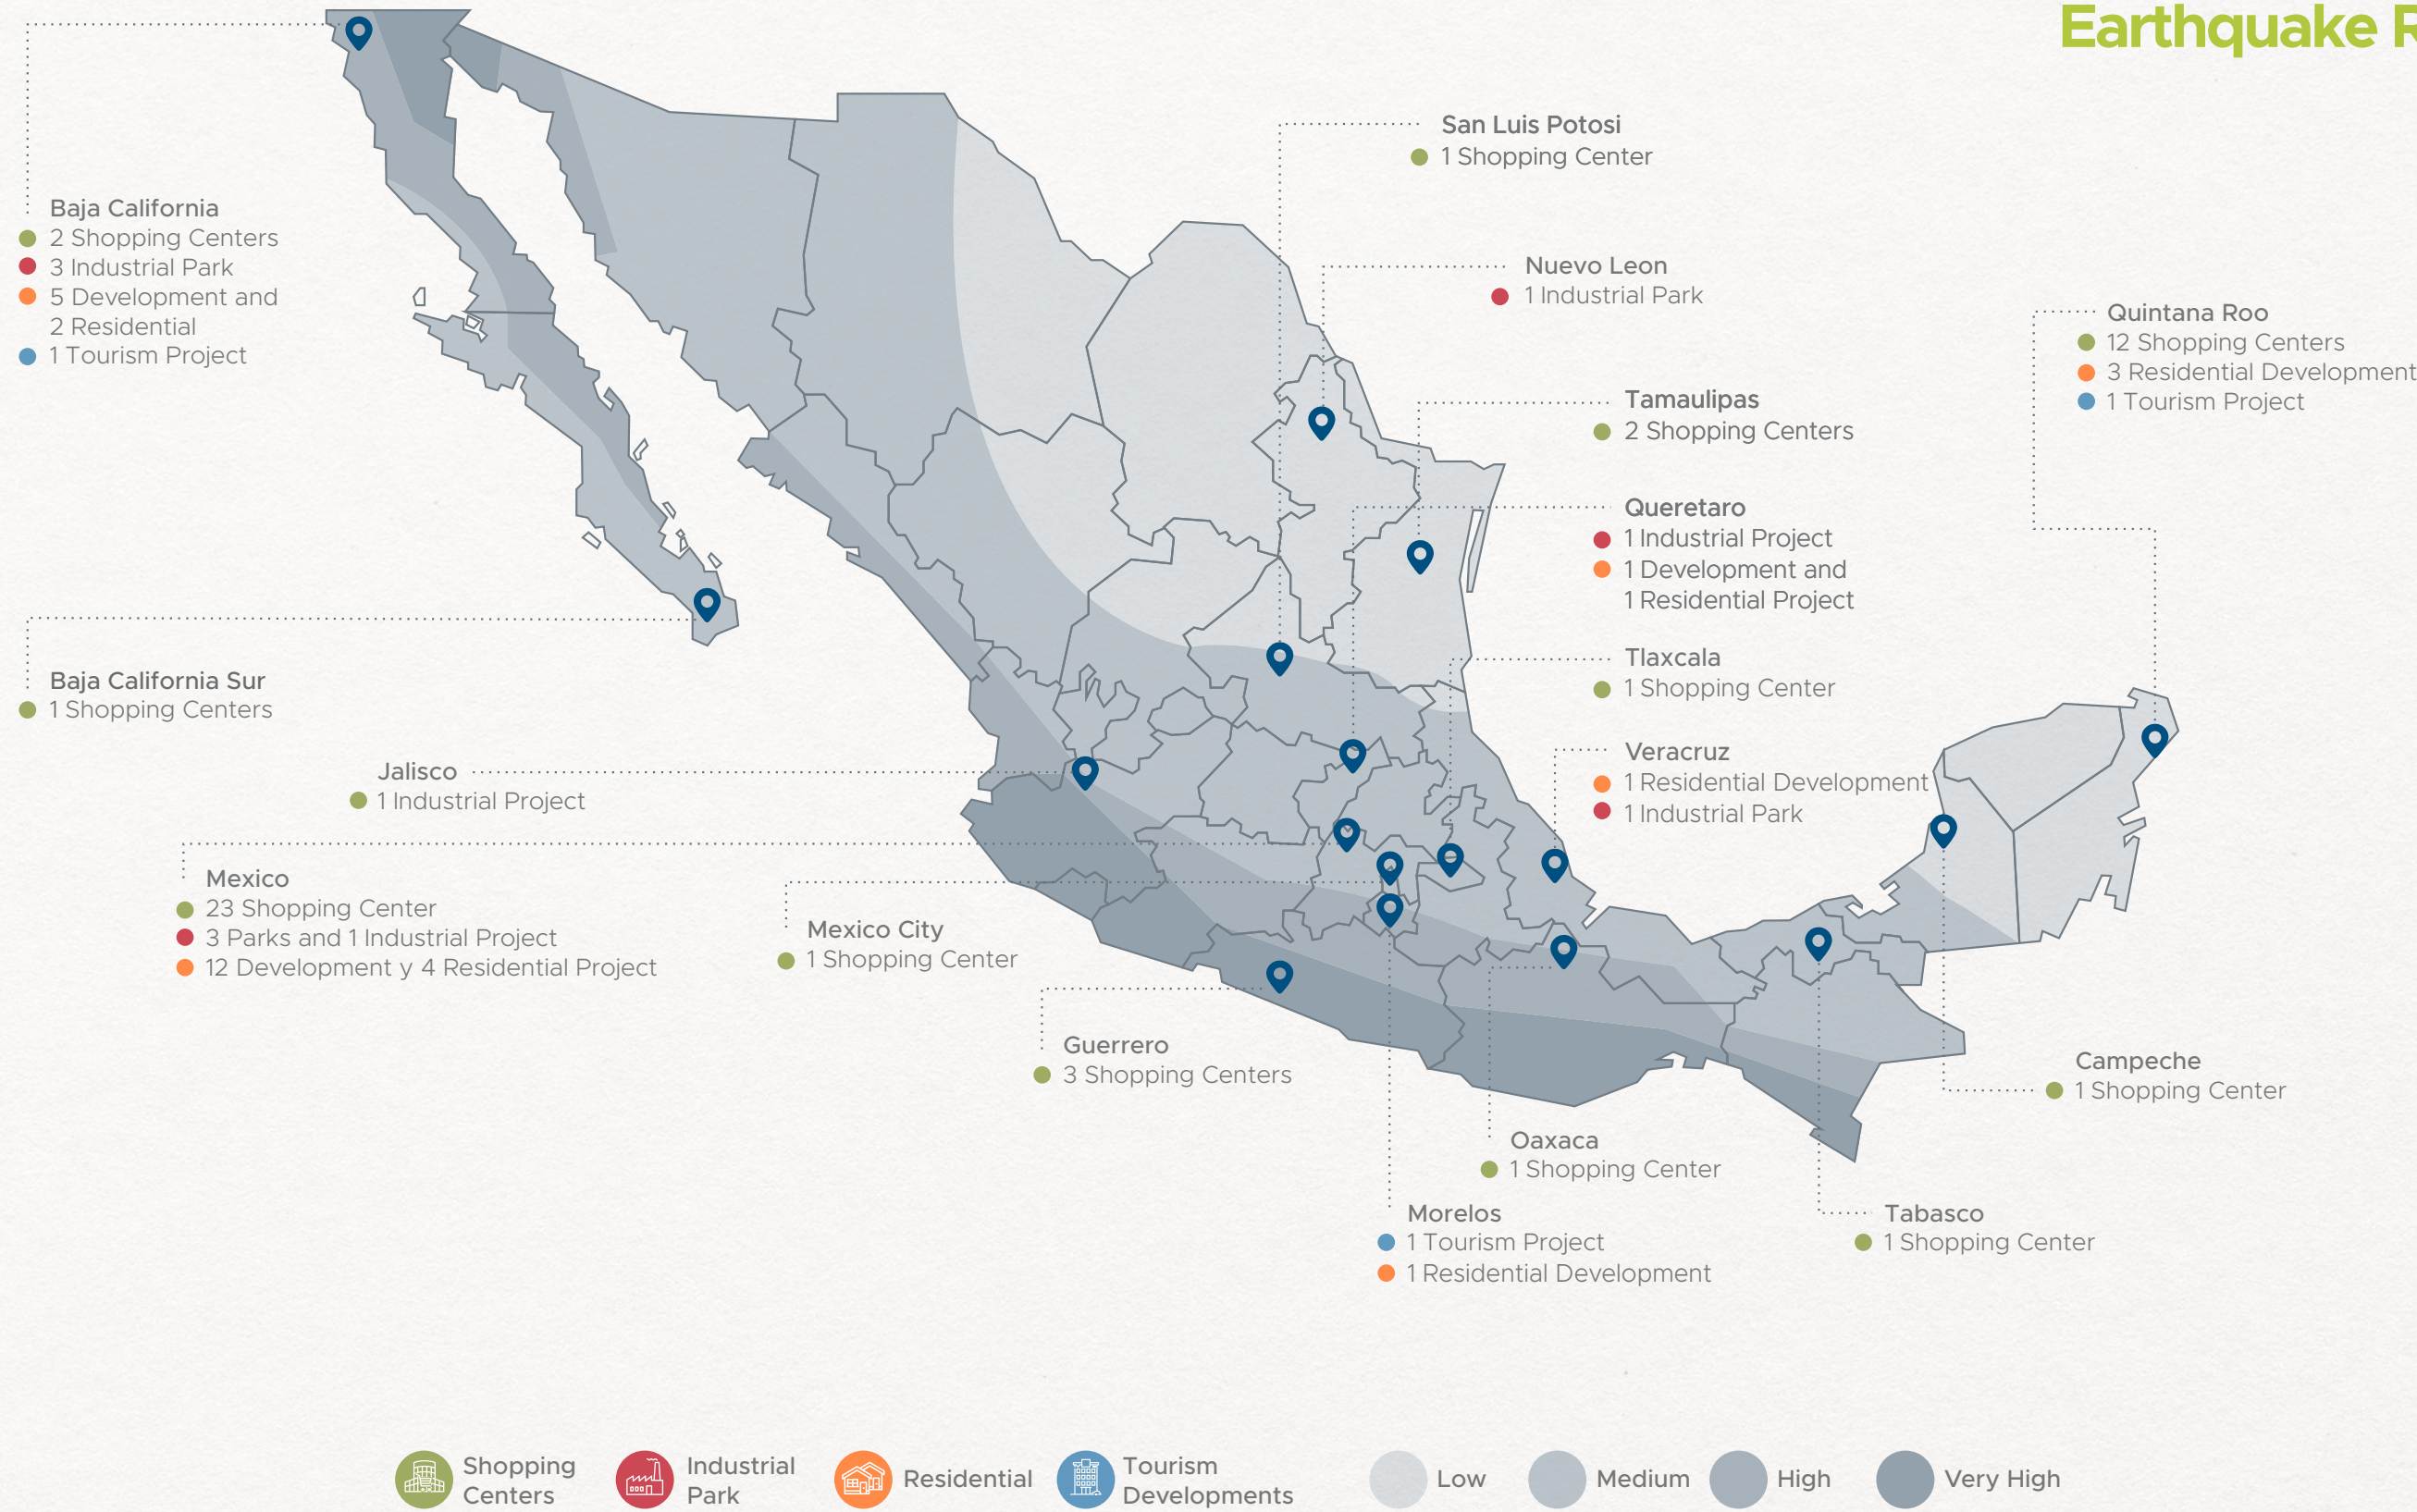 Earthquake R
San Luis Potosi
1 Shopping Center
Baja California
2 Shopping Centers
3 Industrial Park
5 Development and
2 Residential
1 Tourism Project
Nuevo Leon
1 Industrial Park
Quintana Roo
12 Shopping Centers
3 Residential Development
1 Tourism Project
Tamaulipas
2 Shopping Centers
Queretaro
1 Industrial Project
1 Development and
1 Residential Project
Tlaxcala
1 Shopping Center
Baja California Sur
1 Shopping Centers
Veracruz
1 Residential Development
1 Industrial Park
Jalisco
1 Industrial Project
Mexico
23 Shopping Center
3 Parks and 1 Industrial Project
12 Development y 4 Residential Project
Mexico City
1 Shopping Center
Guerrero
3 Shopping Centers
Campeche
1 Shopping Center
Oaxaca
1 Shopping Center
Morelos
1 Tourism Project
1 Residential Development
Tabasco
1 Shopping Center
Shopping
Centers
Industrial
Park
Residential
Tourism
Developments
Low
Medium
High
Very High